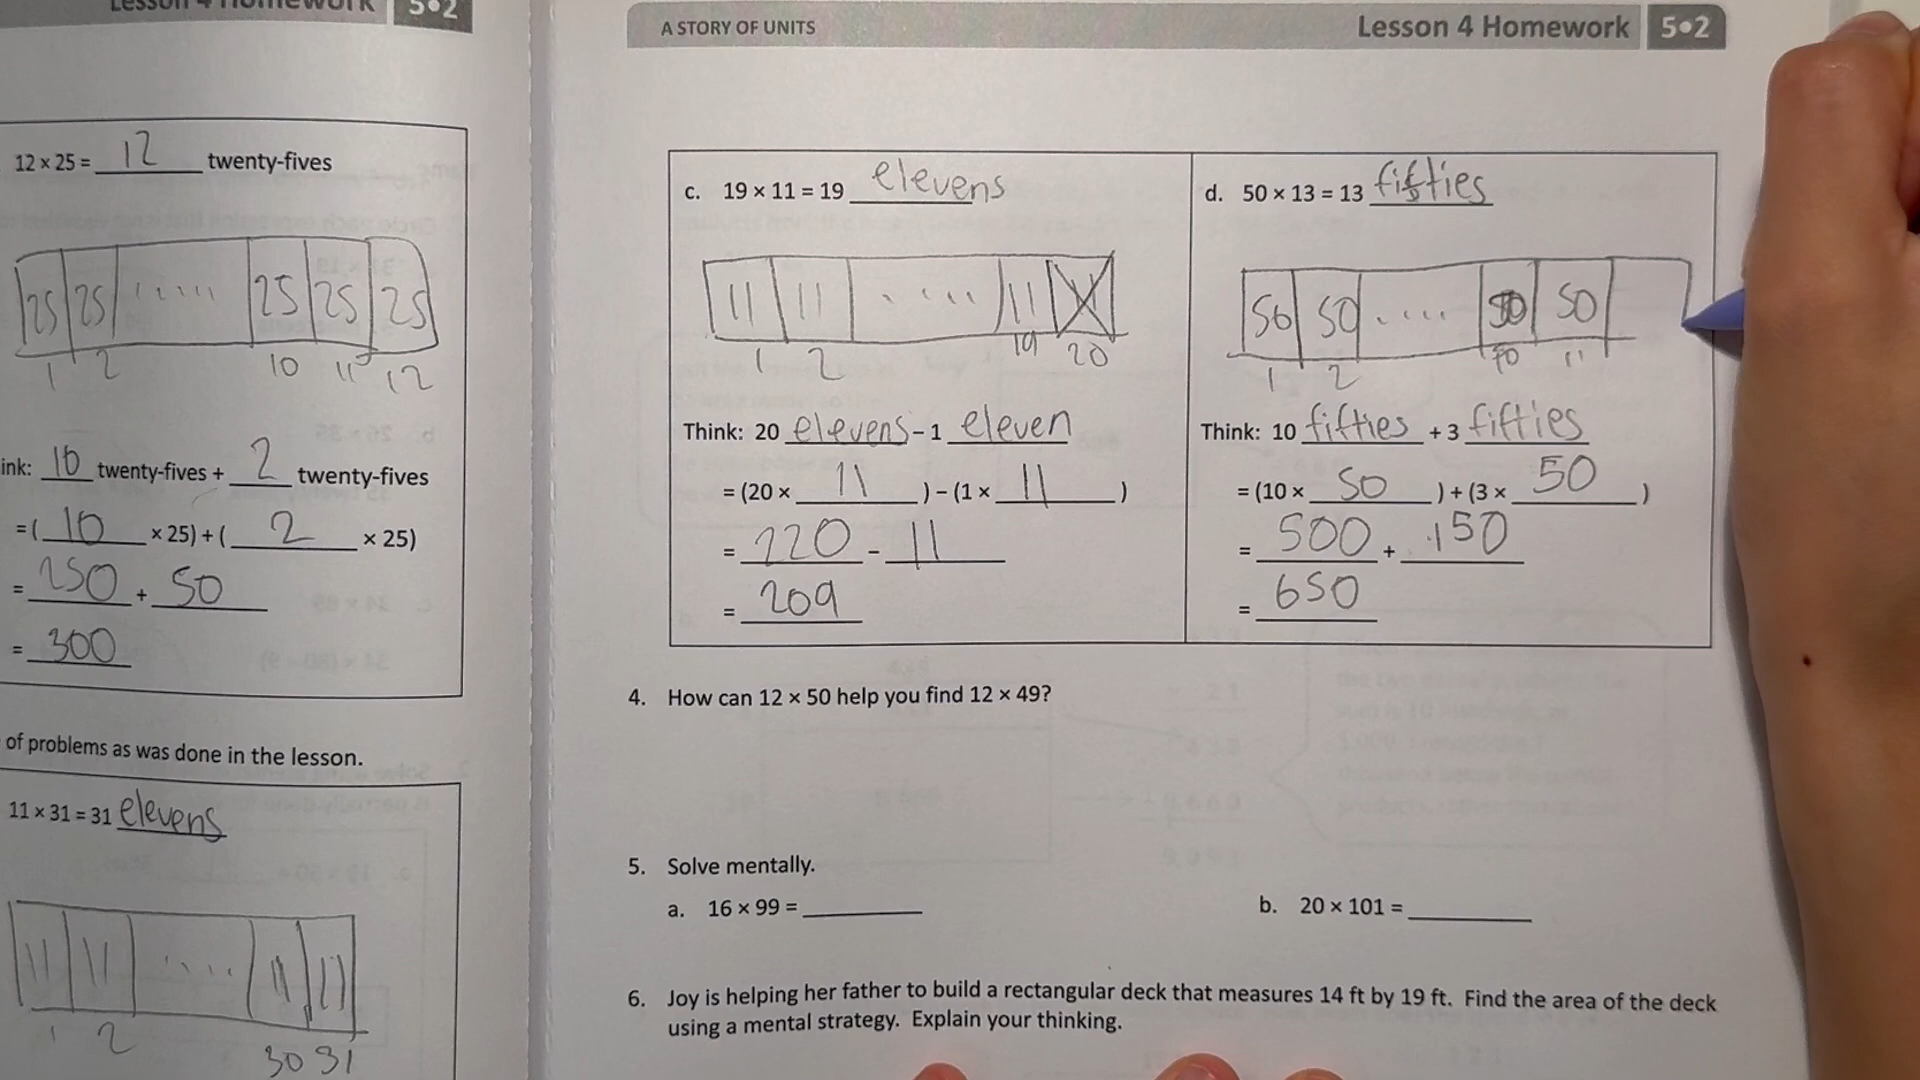 Lesson 4 Homework 5•2
12 × 25 = 12 twenty-fives
25 25 ..... 25 25 25
1 2 10 11 12
ink: 10 twenty-fives + 2 twenty-fives
= ( 10 × 25) + ( 2 × 25)
= 250 + 50
= 300
of problems as was done in the lesson.
11 × 31 = 31 elevens
11 11 ..... 11 11
1 2 30 31
A STORY OF UNITS
Lesson 4 Homework 5•2
c. 19 × 11 = 19 elevens
11 11 ..... 11
1 2 19 20
Think: 20 elevens – 1 eleven
= (20 × 11 ) – (1 × 11 )
= 220 – 11
= 209
d. 50 × 13 = 13 fifties
50 50 ..... 50 50
1 2 10 11
Think: 10 fifties + 3 fifties
= (10 × 50 ) + (3 × 50 )
= 500 + 150
= 650
4. How can 12 × 50 help you find 12 × 49?
5. Solve mentally.
a. 16 × 99 =
b. 20 × 101 =
6. Joy is helping her father to build a rectangular deck that measures 14 ft by 19 ft. Find the area of the deck
using a mental strategy. Explain your thinking.